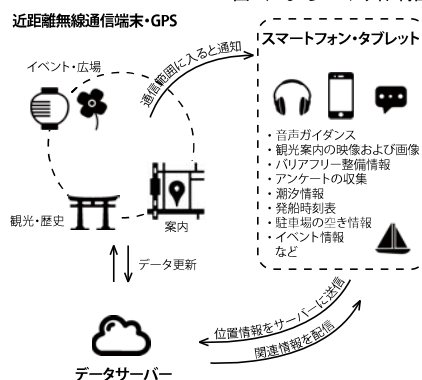 近距離無線通信端末・GPS
イベント・広場
観光・歴史
案内
通信範囲に入ると通知
スマートフォン・タブレット
・音声ガイダンス
・観光案内の映像および画像
・バリアフリー整備情報
・アンケートの収集
・潮汐情報
・発船時刻表
・駐車場の空き情報
・イベント情報
など
データ更新
位置情報をサーバーに送信
関連情報を配信
データサーバー